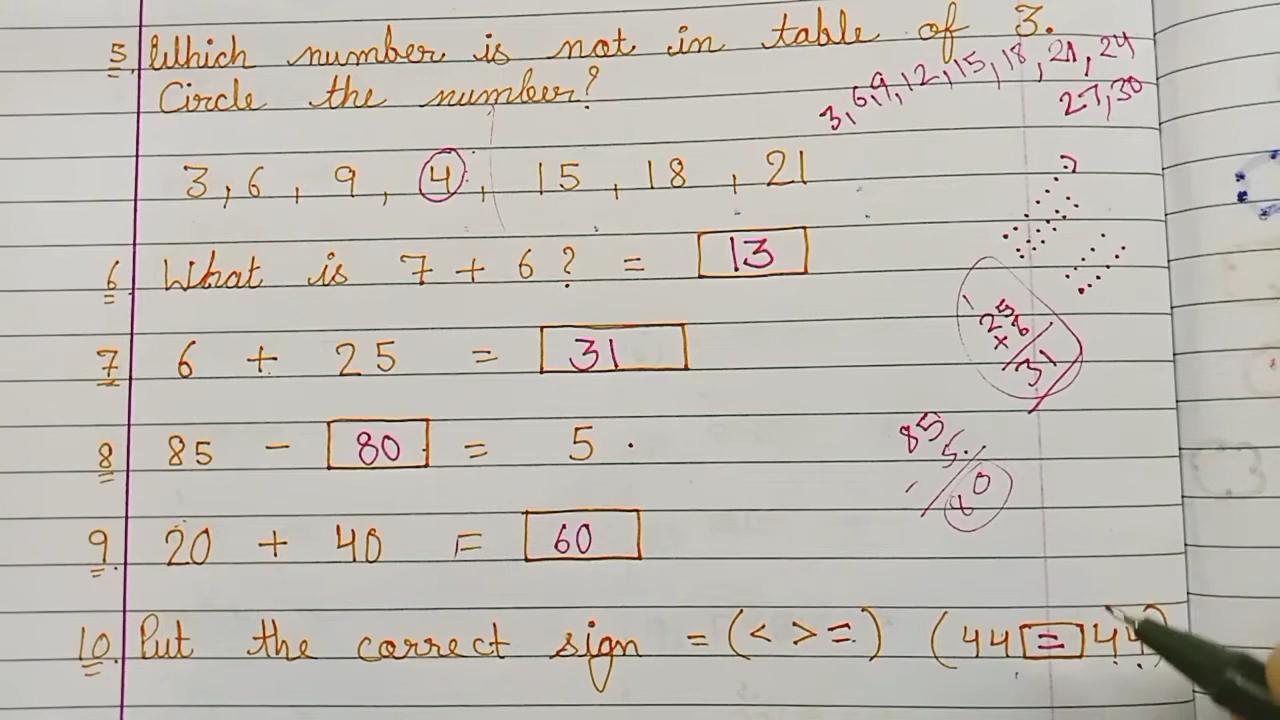 5. Which number is not in table of 3.
Circle the number?
3, 6, 9, 12, 15, 18, 21, 24
27, 30
3, 6, 9, 4, 15, 18, 21
6. What is 7 + 6? = 13
7 6 + 25 = 31
1
25
× 6
31
8 85 - 80 = 5.
85
5
- 80
9. 20 + 40 = 60
10. Put the correct sign = (< > =) (44 = 44)